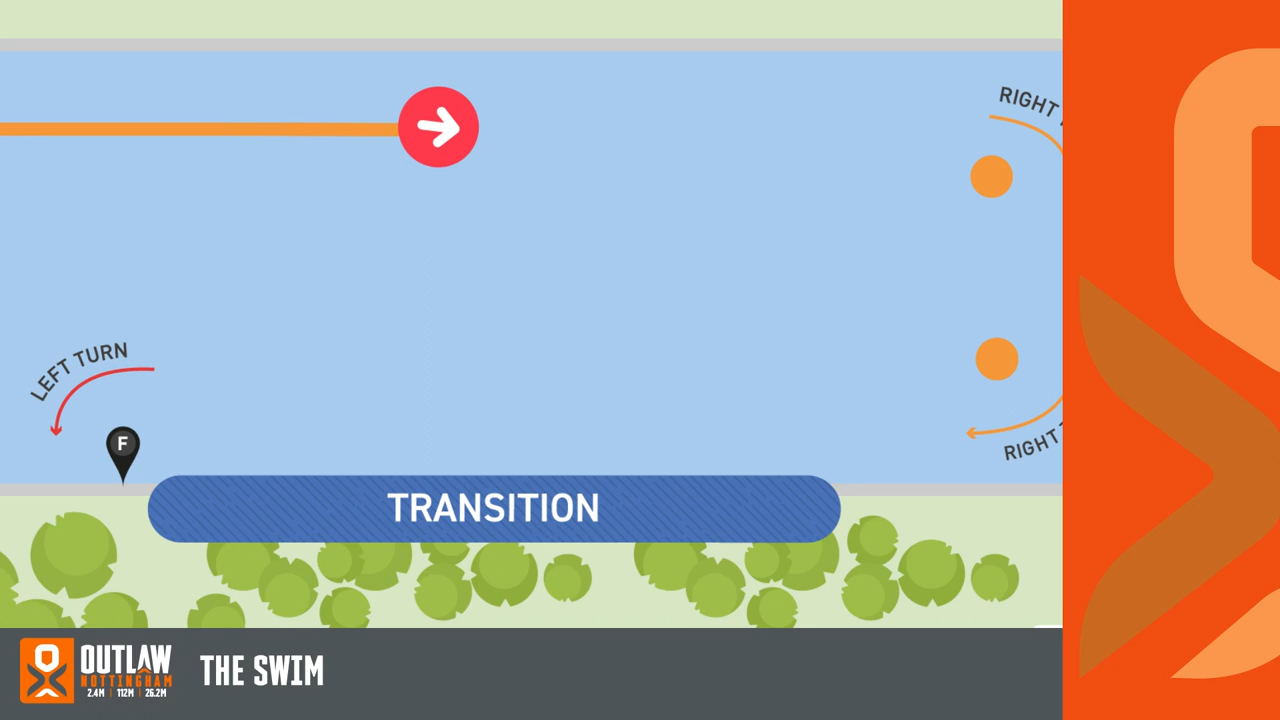 RIGHT
LEFT TURN
F
RIGHT
TRANSITION
OUTLAW
NOTTINGHAM
2.4M | 112M | 26.2M
THE SWIM